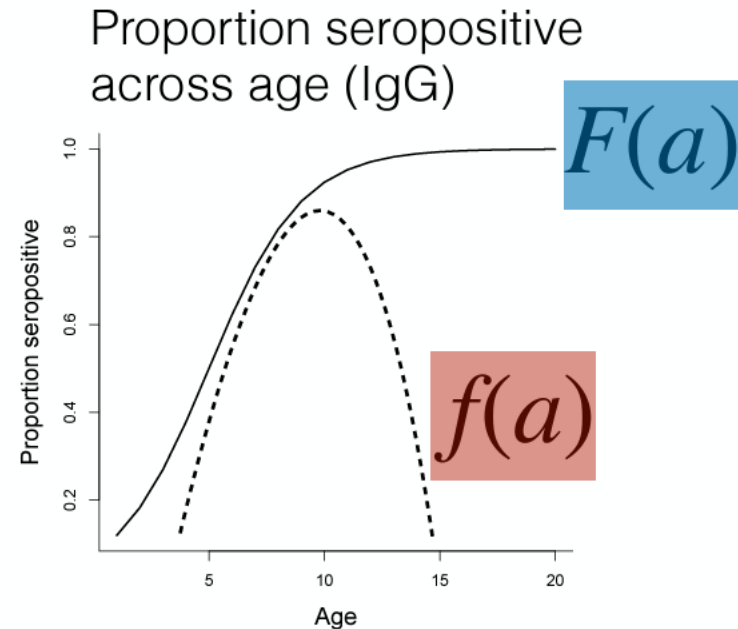 Proportion seropositive
across age (IgG)
F(a)
f(a)
Proportion seropositive
1.0
0.8
0.6
0.4
0.2
5 10 15 20
Age